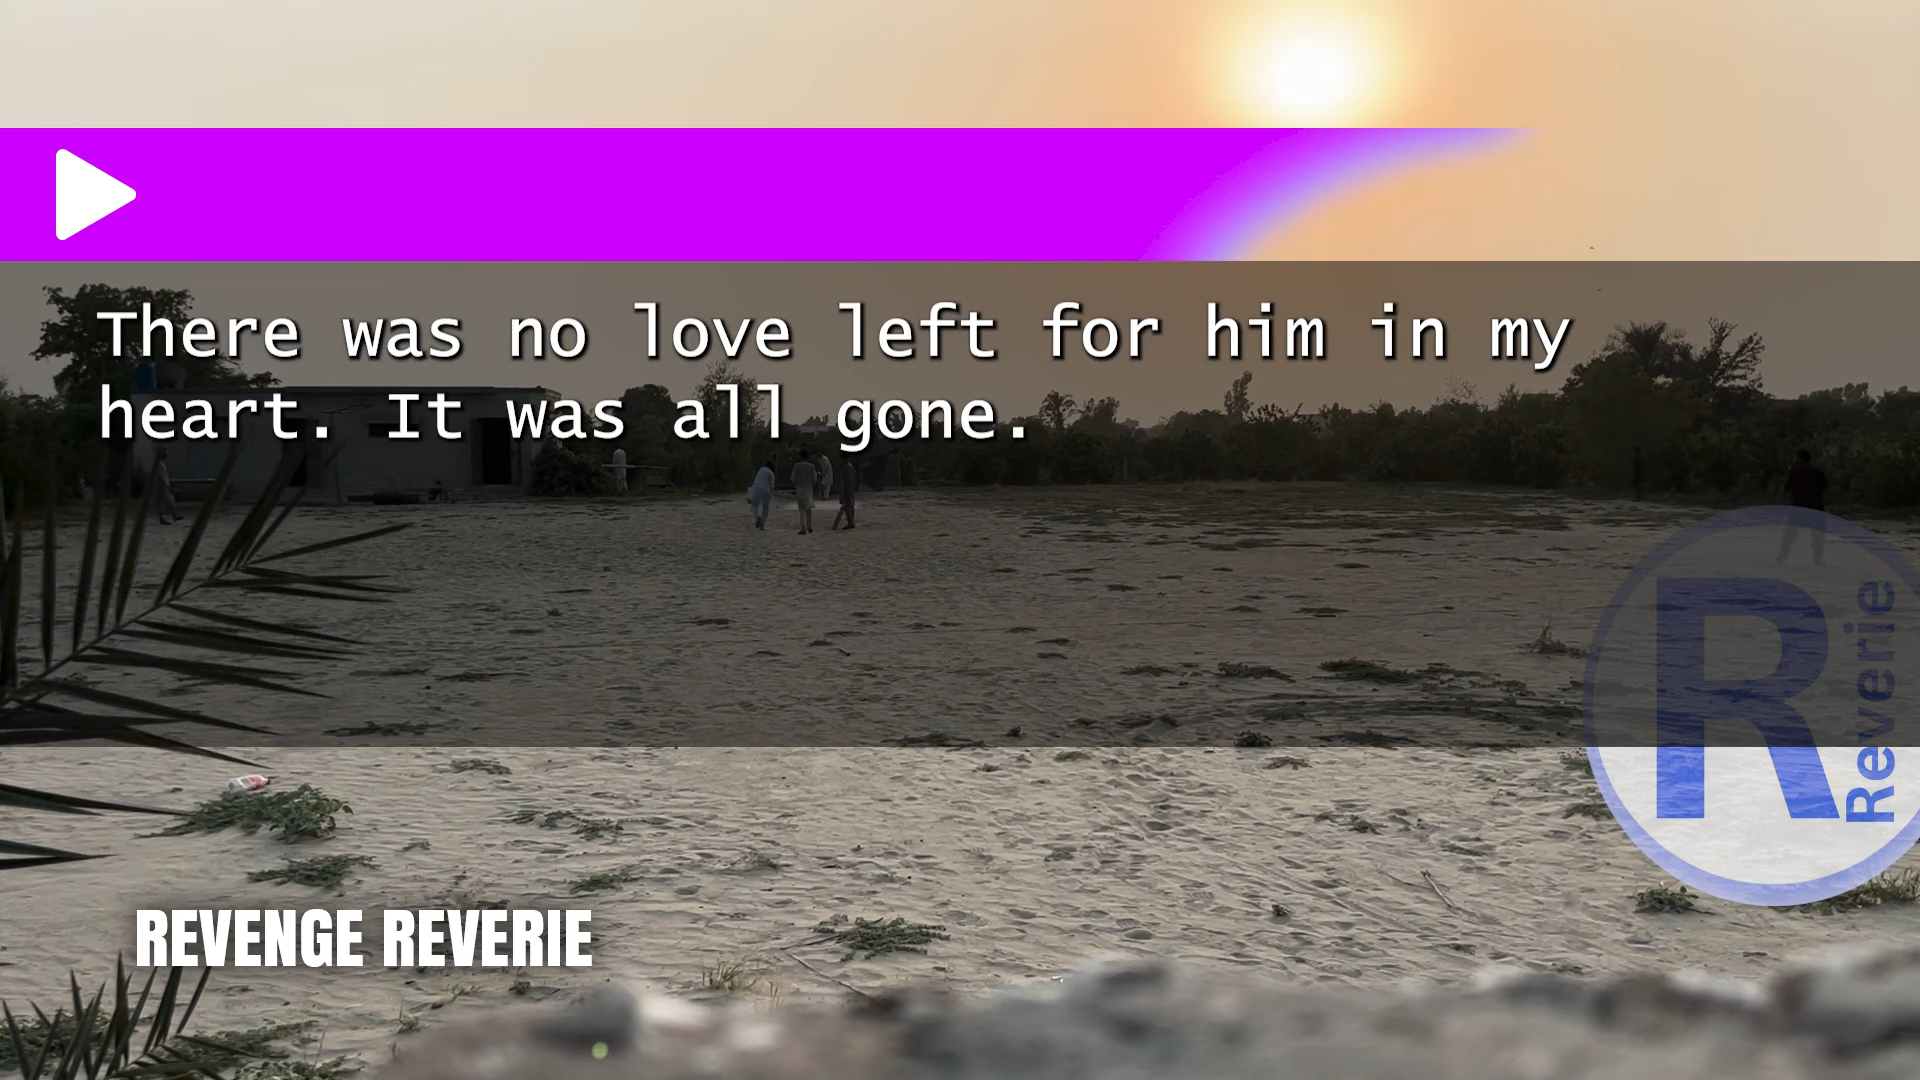 There was no love left for him in my
heart. It was all gone.
R
Reverie
REVENGE REVERIE